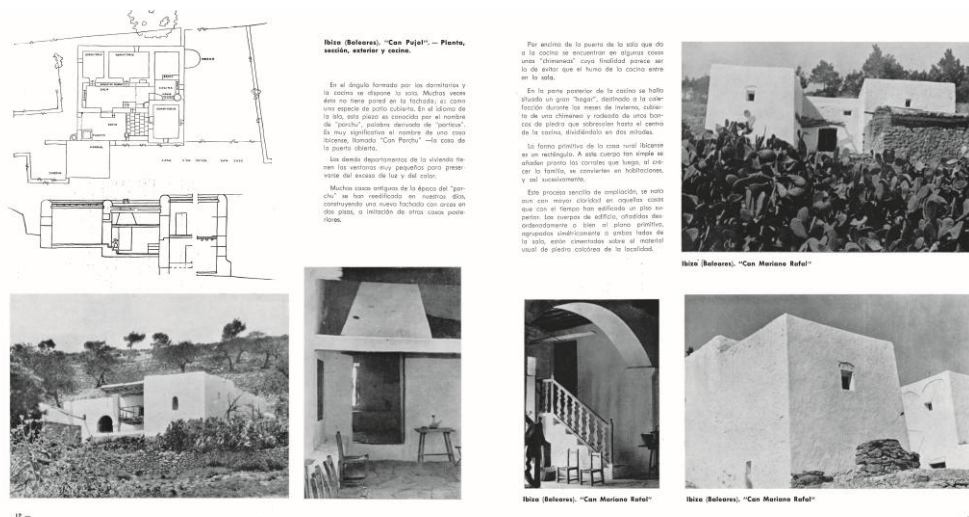 Ibiza (Baleares). "Can Pujol". — Planta,
sección, exterior y cocina.
En el ángulo formado por los dormitorios y
la cocina se dispone la sala. Muchas veces
ésta no tiene pared en la fachada; es como
una especie de patio cubierto. En el idioma de
la isla, esta pieza es conocida por el nombre
de "porchu", palabra derivada de "porticus".
Es muy significativo el nombre de una casa
ibicense, llamada "Can Porchu" —la casa de
la puerta abierta.
Los demás departamentos de la vivienda tie-
nen las ventanas muy pequeñas para preser-
varse del exceso de luz y del calor.
Muchas casas antiguas de la época del "por-
chu" se han reedificado en nuestros días,
construyendo una nueva fachada con arcos en
dos pisos, a imitación de otras casas poste-
riores.
12 —
Por encima de la puerta de la sala que da
a la cocina se encuentran en algunas casas
unas "chimeneas" cuya finalidad parece ser
la de evitar que el humo de la cocina entre
en la sala.
En la parte posterior de la cocina se halla
situado un gran "hogar", destinado a la cale-
facción durante los meses de invierno, cubier-
to de una chimenea y rodeado de unos ban-
cos de piedra que sobresalen hasta el centro
de la cocina, dividiéndola en dos mitades.
La forma primitiva de la casa rural ibicense
es un rectángulo. A este cuerpo tan simple se
añaden pronto los corrales que luego, al cre-
cer la familia, se convierten en habitaciones,
y así sucesivamente.
Este proceso sencillo de ampliación, se nota
aun con mayor claridad en aquellas casas
que con el tiempo han edificado un piso su-
perior. Los cuerpos de edificio, añadidos des-
ordenadamente o bien al plano primitivo,
agrupados simétricamente a ambos lados de
la sala, están cimentados sobre el material
usual de piedra calcárea de la localidad.
Ibiza (Baleares). "Can Mariano Rafal"
Ibiza (Baleares). "Can Mariano Rafal"
Ibiza (Baleares). "Can Mariano Rafal"